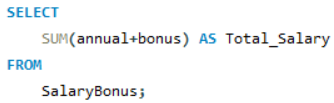 SELECT
SUM(annual+bonus) AS Total_Salary
FROM
SalaryBonus;